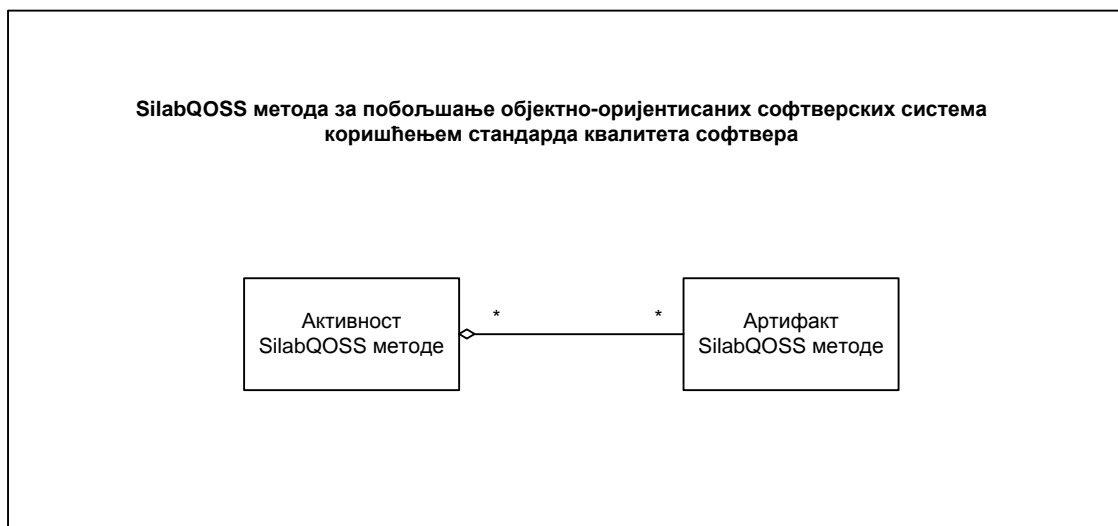 SilabQOSS метода за побољшање објектно-оријентисаних софтверских система
коришћењем стандарда квалитета софтвера
Активност
SilabQOSS методе
*
*
Артифакт
SilabQOSS методе